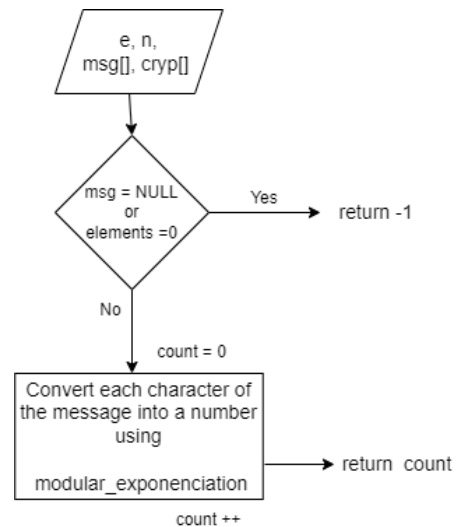 e, n,
msg[], cryp[]
msg = NULL
or
elements =0
Yes
return -1
No
count = 0
Convert each character of
the message into a number
using
modular_exponenciation
return count
count ++